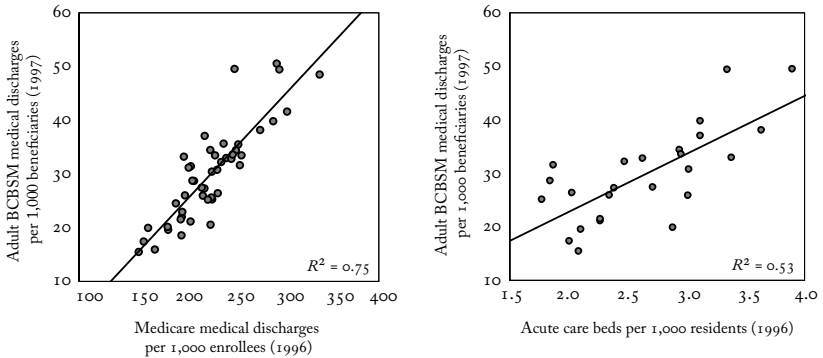 Adult BCBSM medical discharges
per 1,000 beneficiaries (1997)
60
50
40
30
20
10
100 150 200 250 300 350 400
R² = 0.75
Medicare medical discharges
per 1,000 enrollees (1996)
Adult BCBSM medical discharges
per 1,000 beneficiaries (1997)
60
50
40
30
20
10
1.5 2.0 2.5 3.0 3.5 4.0
R² = 0.53
Acute care beds per 1,000 residents (1996)